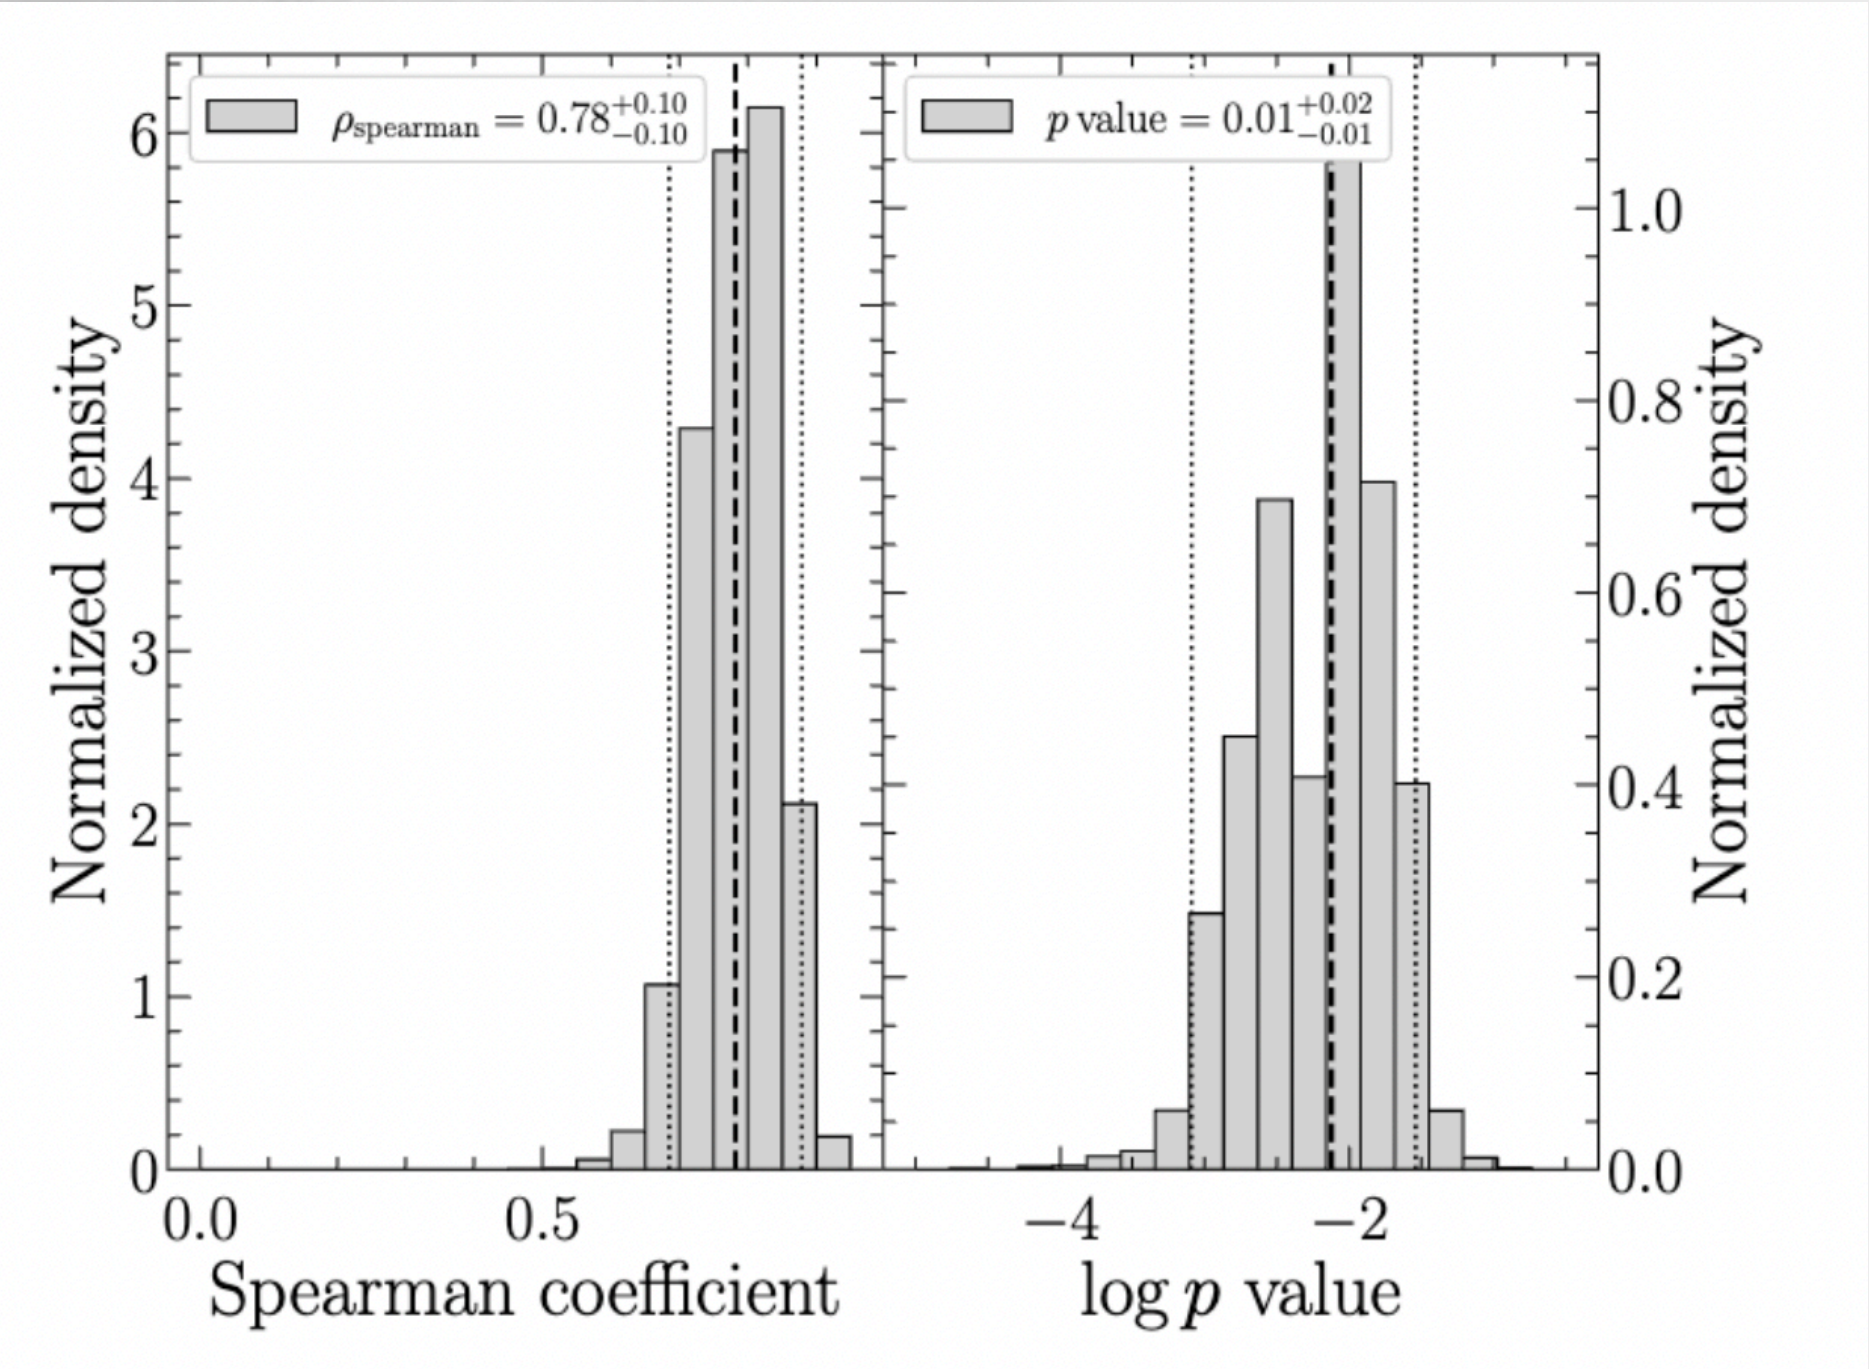 ρspearman = 0.78+0.10−0.10
p value = 0.01+0.02−0.01
6
5
4
3
2
1
0
Normalized density
0.0 0.5
Spearman coefficient
−4 −2
log p value
1.0
0.8
0.6
0.4
0.2
0.0
Normalized density